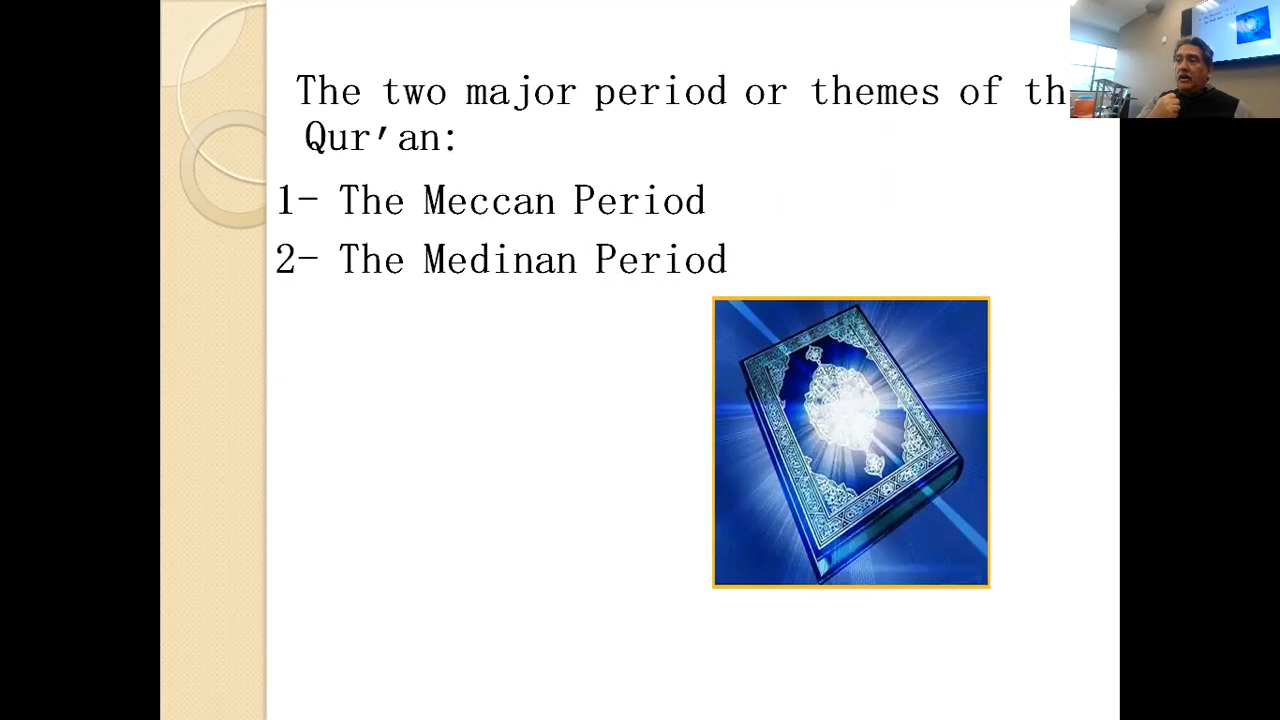 The two major period or themes of th
Qur'an:
1- The Meccan Period
2- The Medinan Period